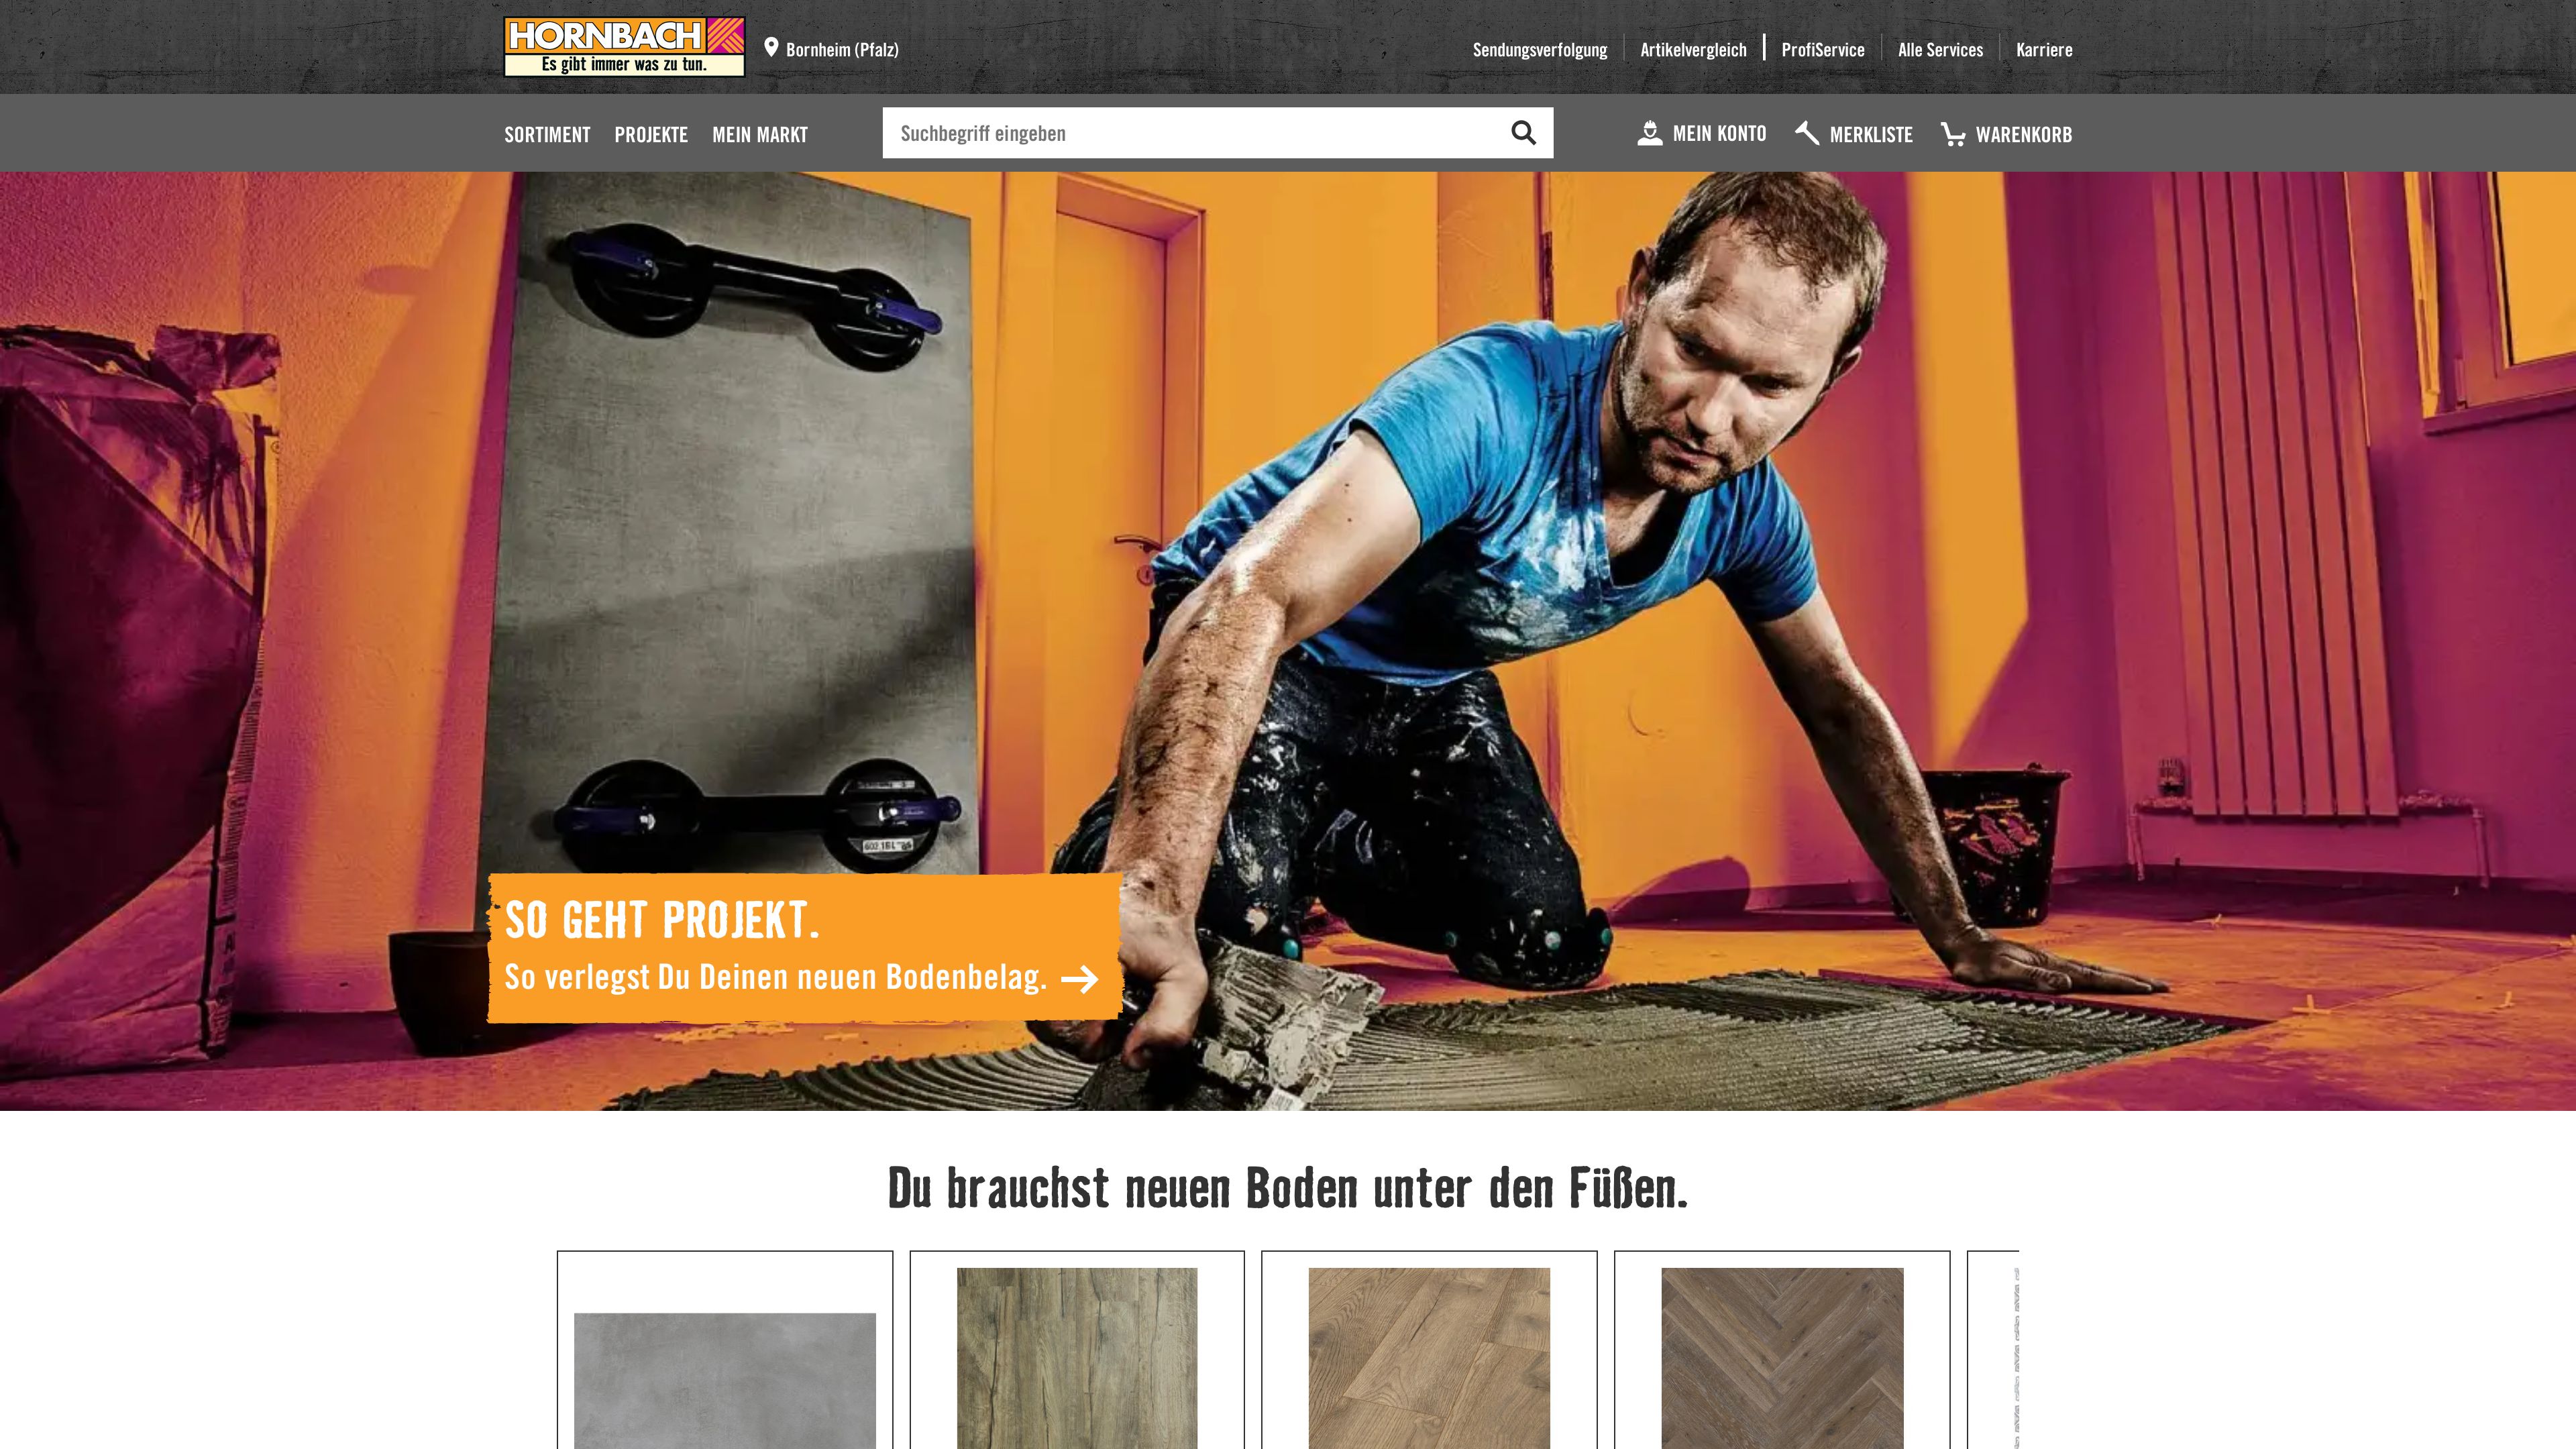 HORNBACH
Es gibt immer was zu tun.
Bornheim (Pfalz)
Sendungsverfolgung
Artikelvergleich
ProfiService
Alle Services
Karriere
SORTIMENT
PROJEKTE
MEIN MARKT
Suchbegriff eingeben
MEIN KONTO
MERKLISTE
WARENKORB
SO GEHT PROJEKT.
So verlegst Du Deinen neuen Bodenbelag.
Du brauchst neuen Boden unter den Füßen.